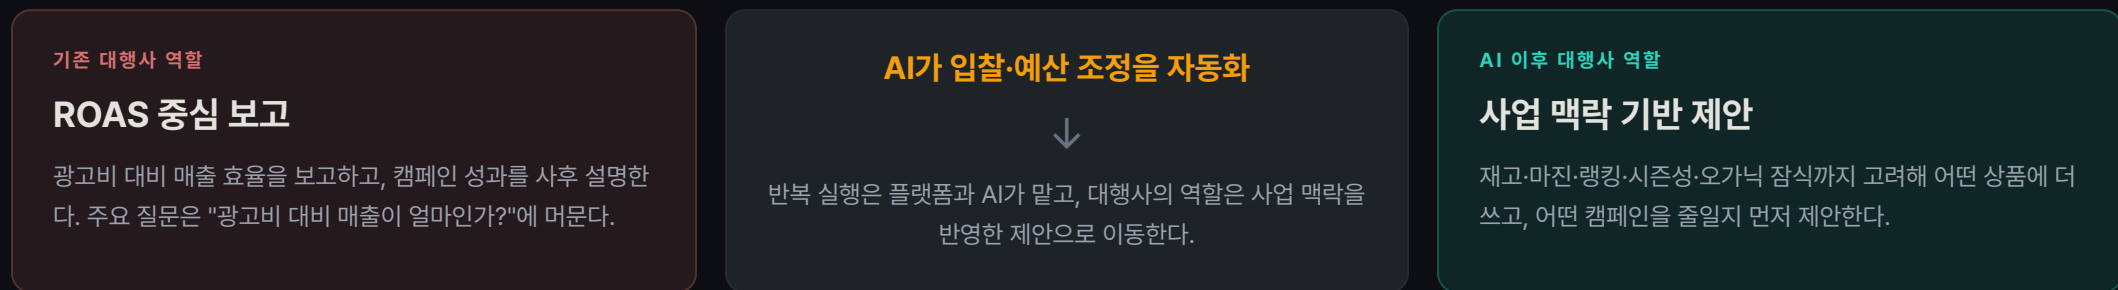 기존 대행사 역할
ROAS 중심 보고
광고비 대비 매출 효율을 보고하고, 캠페인 성과를 사후 설명한
다. 주요 질문은 "광고비 대비 매출이 얼마인가?"에 머문다.
AI가 입찰·예산 조정을 자동화
↓
반복 실행은 플랫폼과 AI가 맡고, 대행사의 역할은 사업 맥락을
반영한 제안으로 이동한다.
AI 이후 대행사 역할
사업 맥락 기반 제안
재고·마진·랭킹·시즌성·오가닉 잠식까지 고려해 어떤 상품에 더
쓰고, 어떤 캠페인을 줄일지 먼저 제안한다.